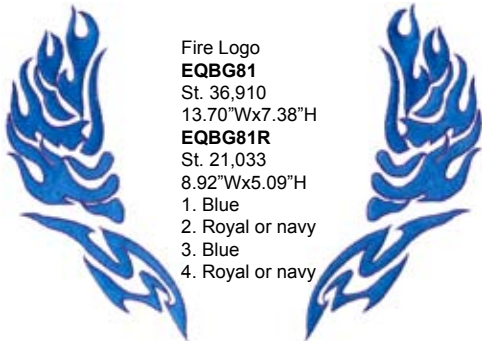 Fire Logo
EQBG81
St. 36,910
13.70”Wx7.38”H
EQBG81R
St. 21,033
8.92”Wx5.09”H
1. Blue
2. Royal or navy
3. Blue
4. Royal or navy